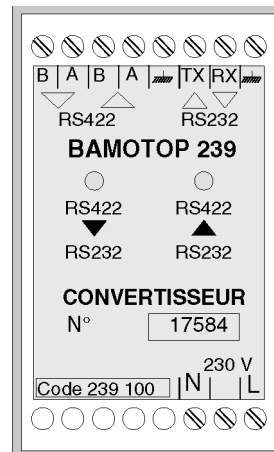 B A B A TX RX
RS422 RS232
BAMOTOP 239
RS422 RS422
RS232 RS232
CONVERTISSEUR
N° 17584
230 V
Code 239 100 N L